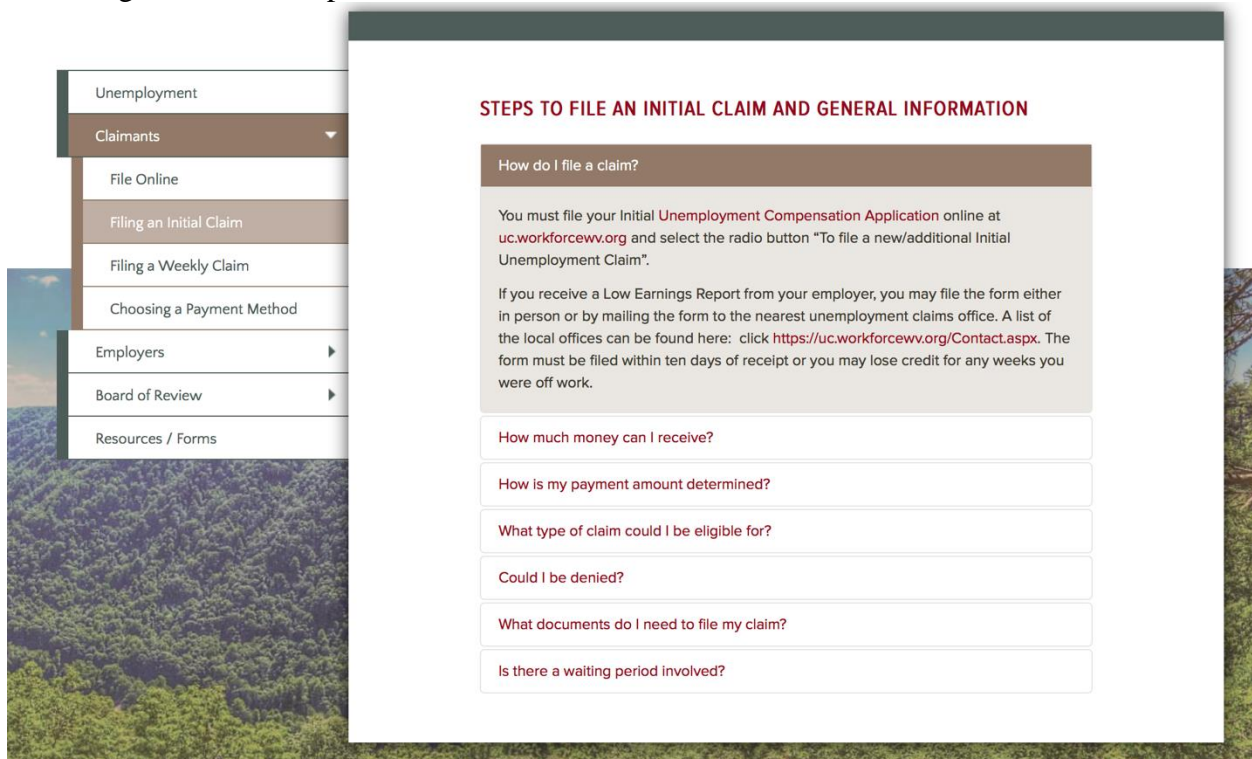 Unemployment
Claimants
File Online
Filing an Initial Claim
Filing a Weekly Claim
Choosing a Payment Method
Employers
Board of Review
Resources / Forms
STEPS TO FILE AN INITIAL CLAIM AND GENERAL INFORMATION
How do I file a claim?
You must file your Initial Unemployment Compensation Application online at
uc.workforcewv.org and select the radio button “To file a new/additional Initial
Unemployment Claim”.
If you receive a Low Earnings Report from your employer, you may file the form either
in person or by mailing the form to the nearest unemployment claims office. A list of
the local offices can be found here: click https://uc.workforcewv.org/Contact.aspx. The
form must be filed within ten days of receipt or you may lose credit for any weeks you
were off work.
How much money can I receive?
How is my payment amount determined?
What type of claim could I be eligible for?
Could I be denied?
What documents do I need to file my claim?
Is there a waiting period involved?